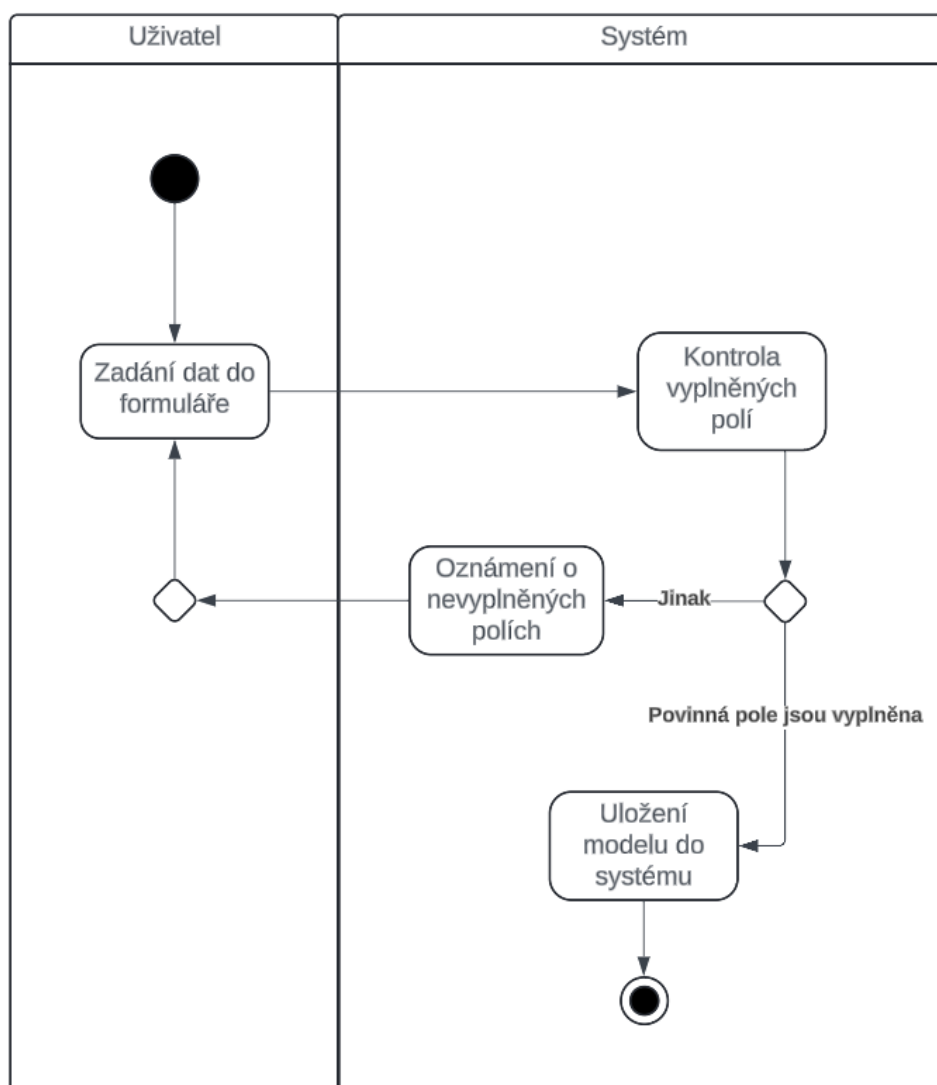 Uživatel
Systém
Zadání dat do
formuláře
Kontrola
vyplněných
polí
Oznámení o
nevyplněných
polích
Jinak
Povinná pole jsou vyplněna
Uložení
modelu do
systému